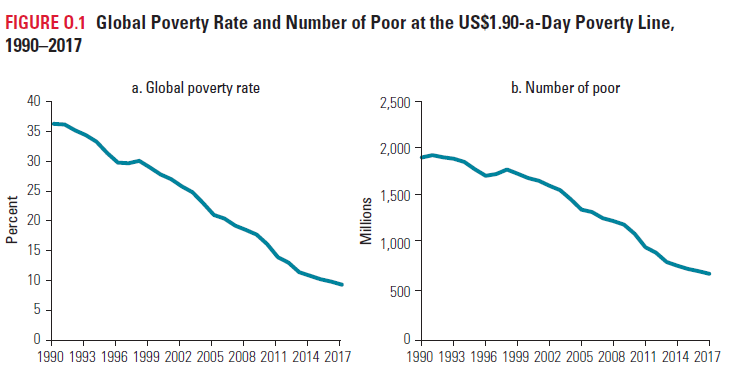 FIGURE O.1 Global Poverty Rate and Number of Poor at the US$1.90-a-Day Poverty Line,
1990–2017
a. Global poverty rate
40
35
30
25
20
15
10
5
0
Percent
1990 1993 1996 1999 2002 2005 2008 2011 2014 2017
b. Number of poor
2,500
2,000
1,500
1,000
500
0
Millions
1990 1993 1996 1999 2002 2005 2008 2011 2014 2017